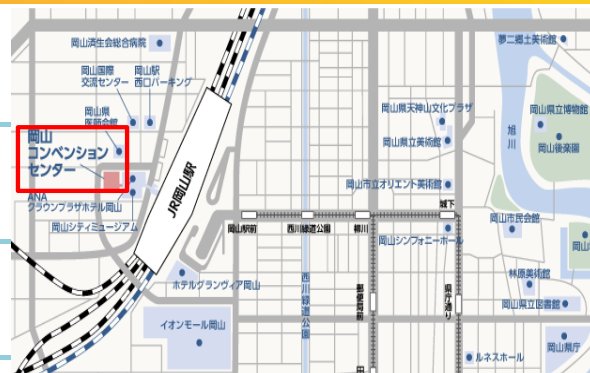 岡山済生会総合病院
夢二郷土美術館
岡山国際
交流センター
岡山駅
西口パーキング
岡山県
医師会館
岡山
コンベンション
センター
ANA
クラウンプラザホテル岡山
岡山シティミュージアム
JR岡山駅
岡山県天神山文化プラザ
岡山県立美術館
岡山市立オリエント美術館
旭川
岡山県立博物館
岡山後楽園
岡山駅前
西川緑道公園
柳川
城下
岡山シンフォニーホール
岡山市民会館
岡山
ホテルグランヴィア岡山
西川緑道公園
郵便局前
県庁通り
林原美術館
岡山県立図書館
イオンモール岡山
岡山県庁
ルネスホール
田